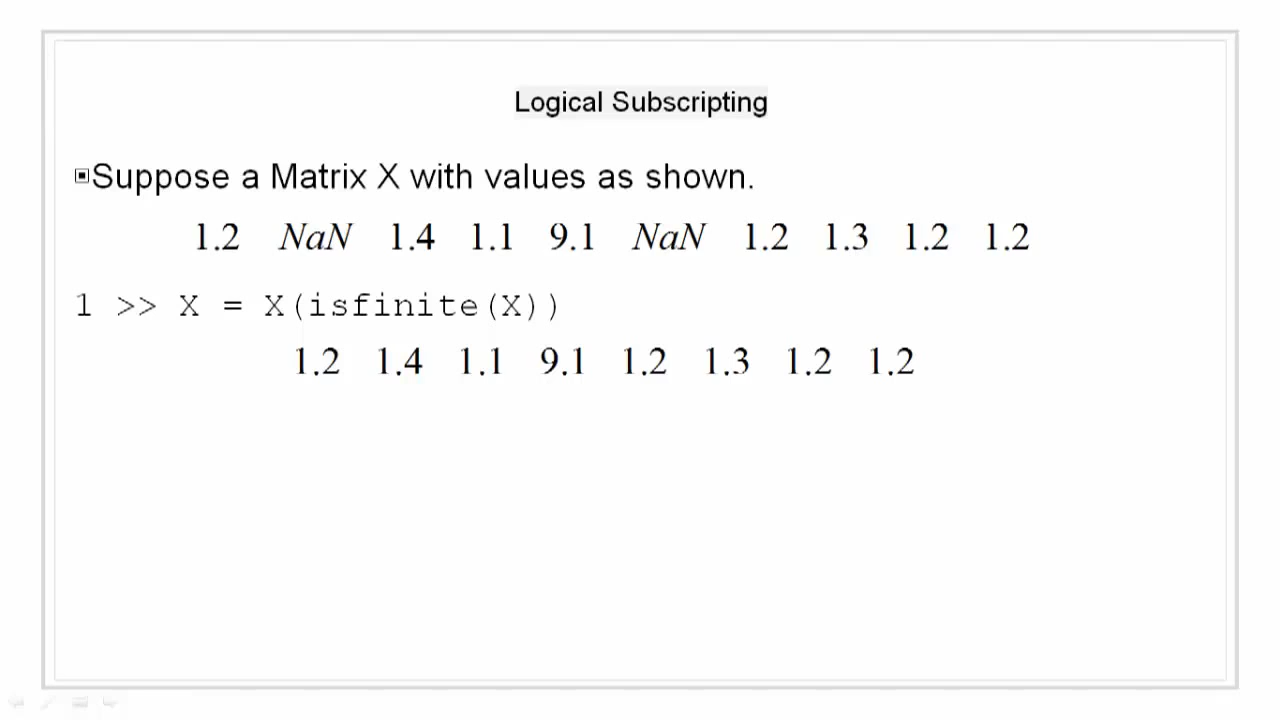 Logical Subscripting
Suppose a Matrix X with values as shown.
1.2 NaN 1.4 1.1 9.1 NaN 1.2 1.3 1.2 1.2
1 >> X = X(isfinite(X))
1.2 1.4 1.1 9.1 1.2 1.3 1.2 1.2